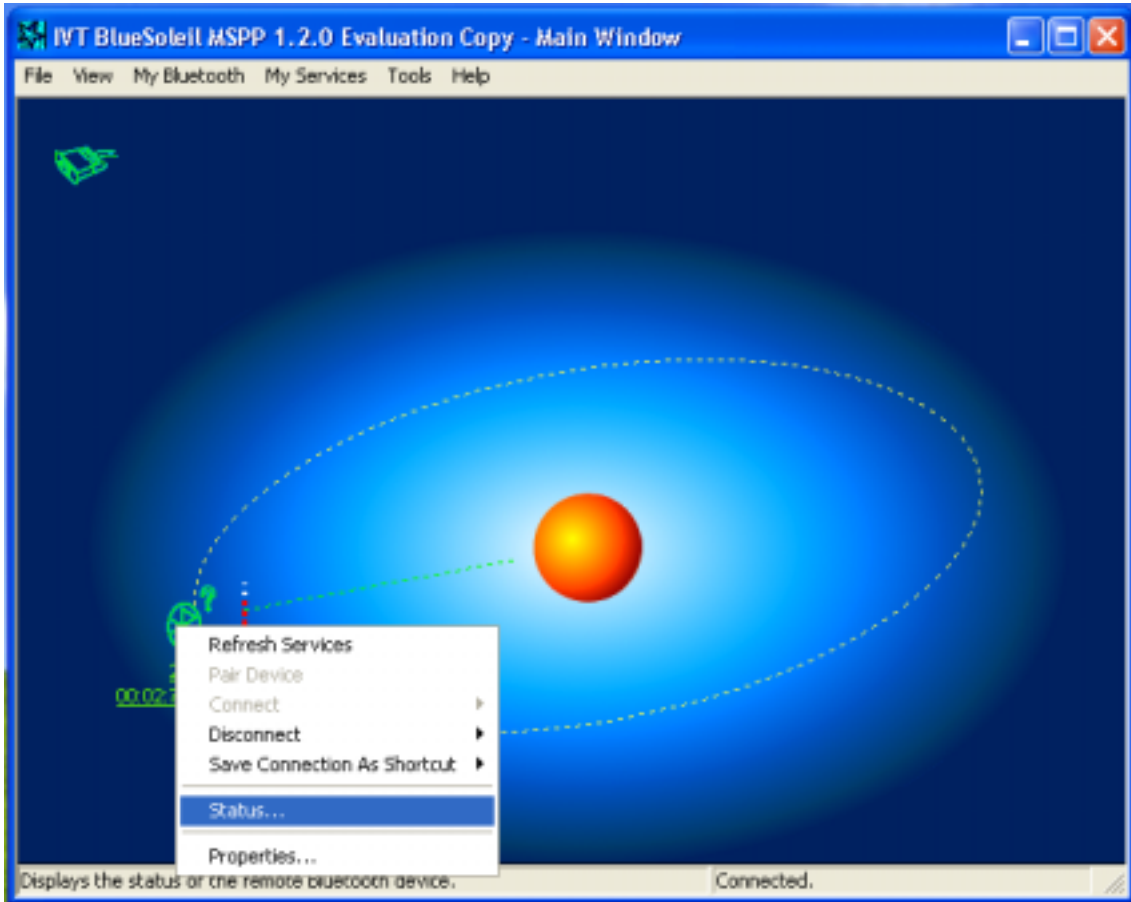 IVT BlueSoleil MSPP 1.2.0 Evaluation Copy - Main Window
File View My Bluetooth My Services Tools Help
?
Refresh Services
Pair Device
00:02:
Connect
Disconnect
Save Connection As Shortcut
Status...
Properties...
Displays the status of the remote bluetooth device.
Connected.